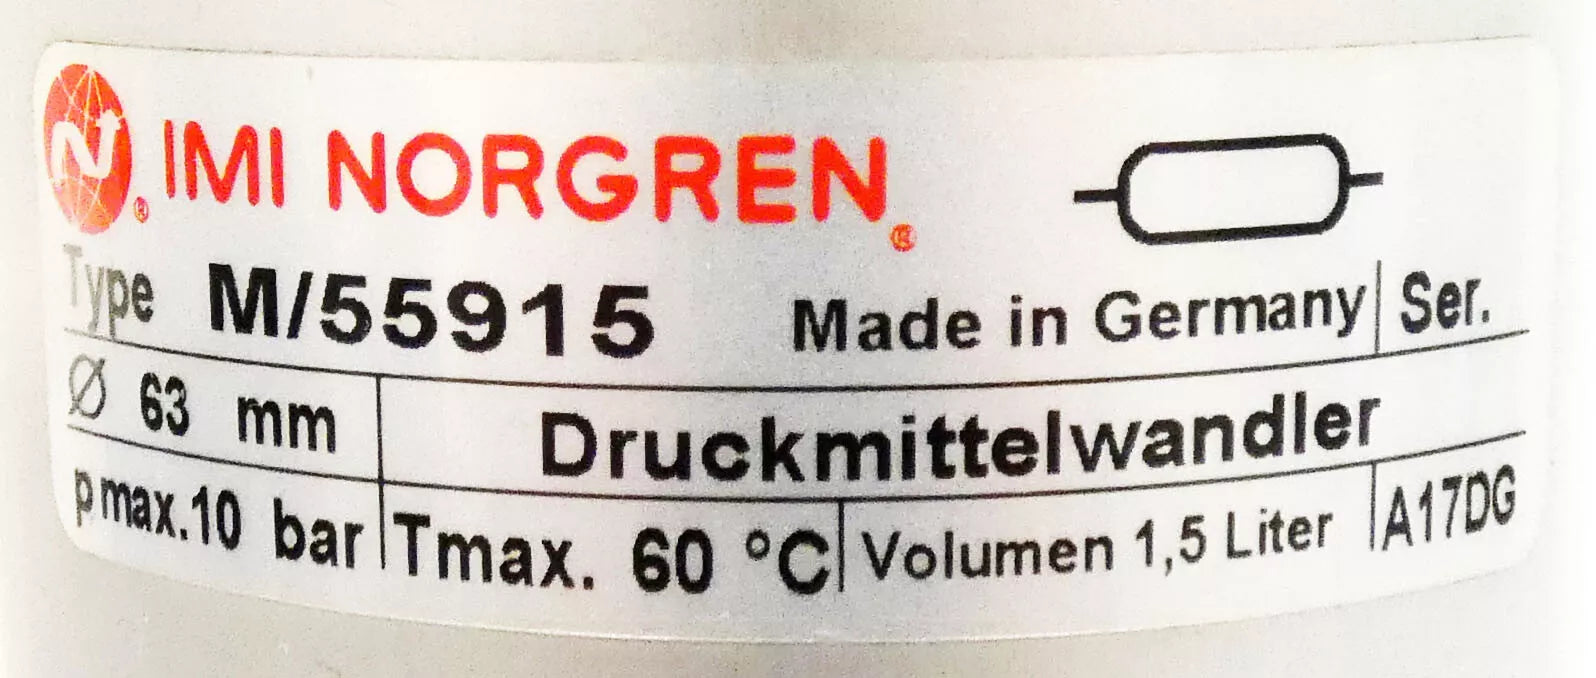 N® IMI NORGREN®
Type M/55915 Made in Germany Ser.
Ø 63 mm Druckmittelwandler
pmax.10 bar Tmax. 60 °C Volumen 1,5 Liter A17DG